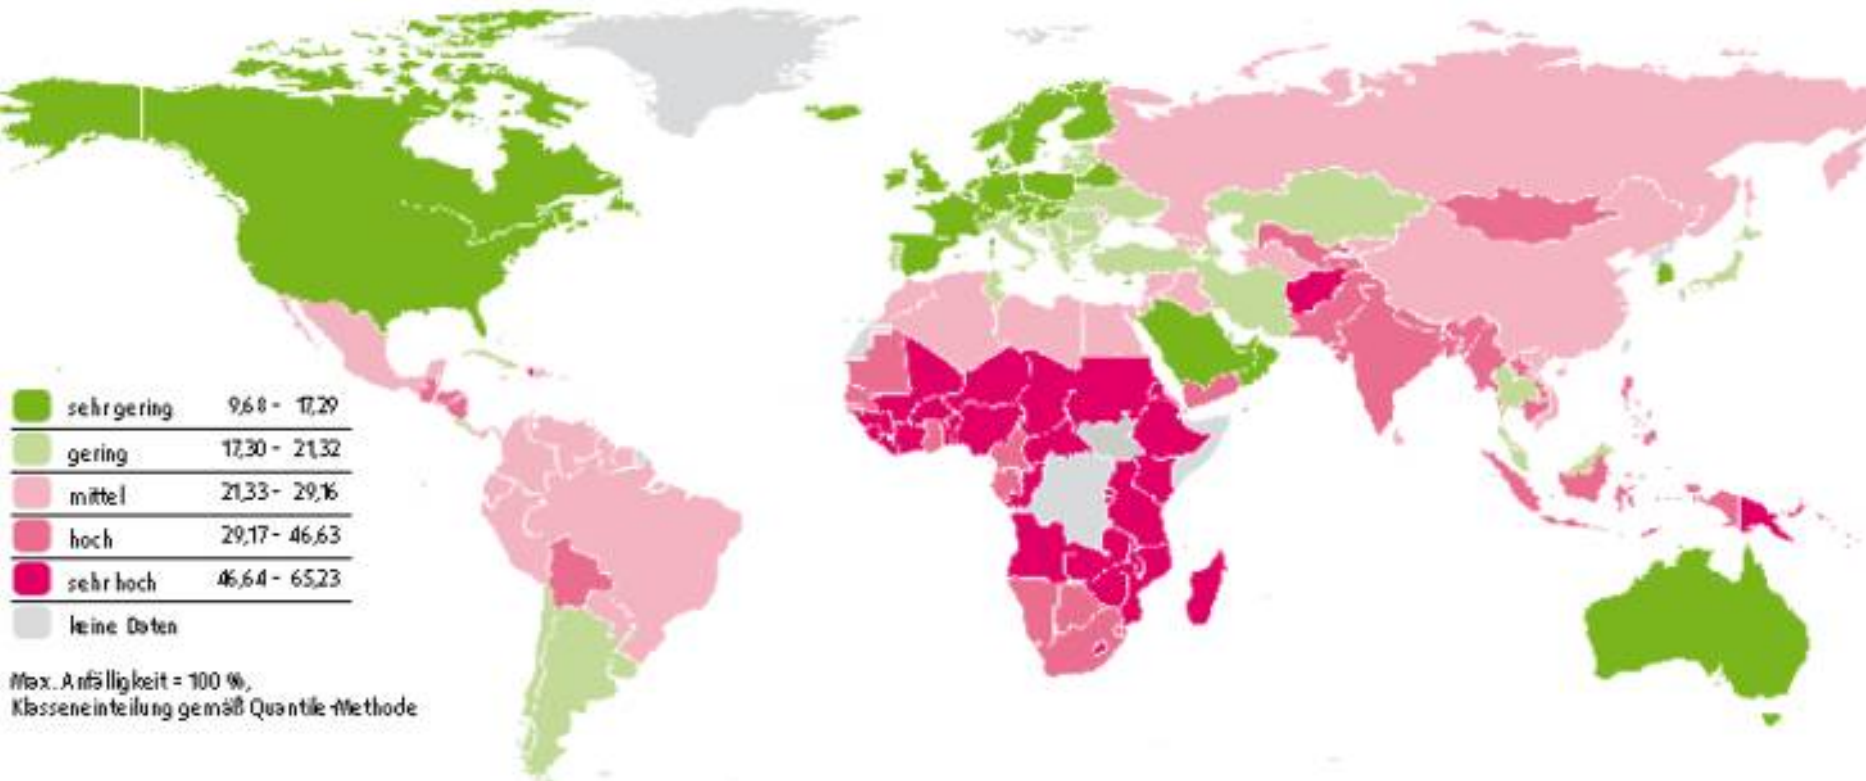 sehr gering 9,68 - 17,29
gering 17,30 - 21,32
mittel 21,33 - 29,16
hoch 29,17 - 46,63
sehr hoch 46,64 - 65,23
keine Daten
Max. Anfälligkeit = 100 %,
Klasseneinteilung gemäß Quantile-Methode